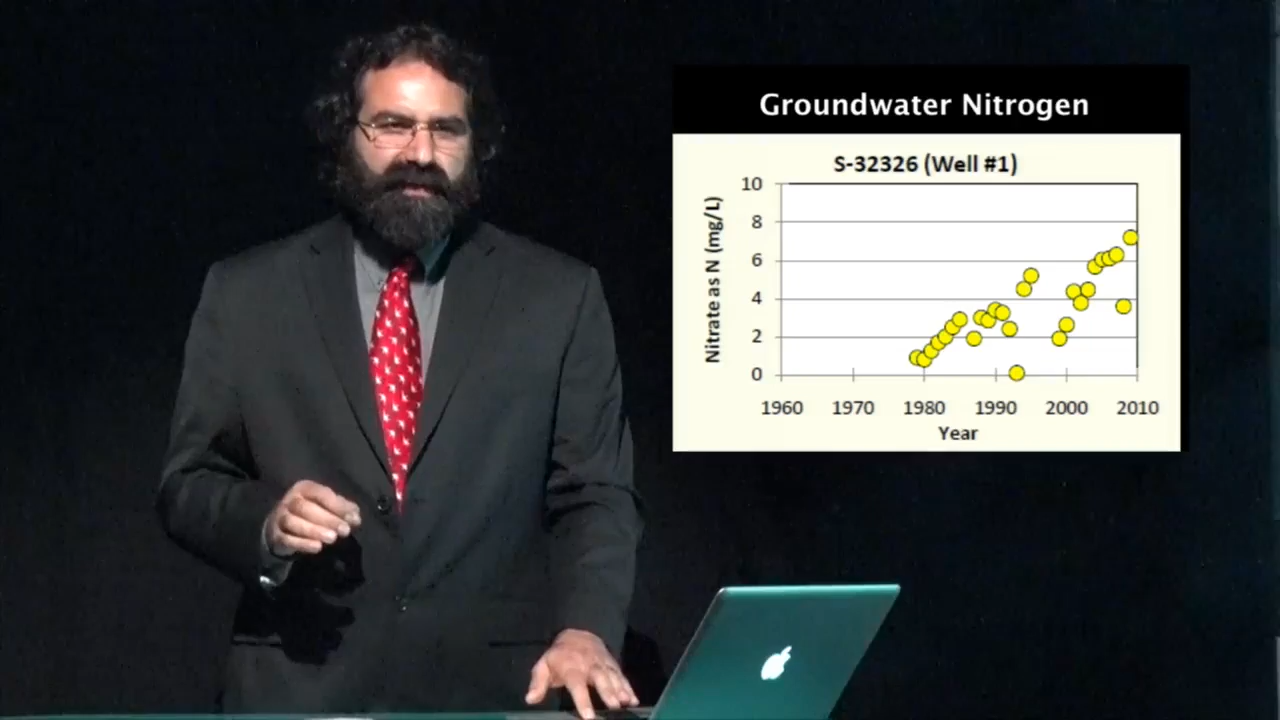 Groundwater Nitrogen
S-32326 (Well #1)
Nitrate as N (mg/L)
10
8
6
4
2
0
1960 1970 1980 1990 2000 2010
Year